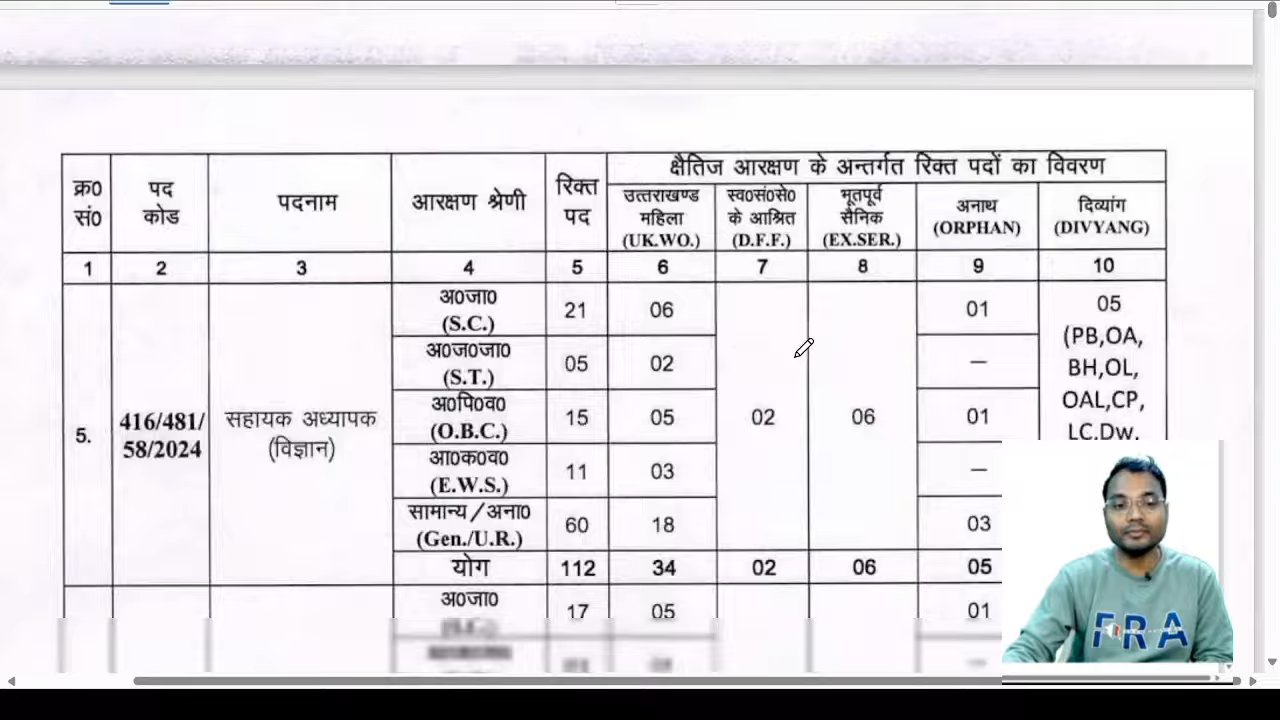 क्र0 सं0
पद कोड
पदनाम
आरक्षण श्रेणी
रिक्त पद
क्षैतिज आरक्षण के अन्तर्गत रिक्त पदों का विवरण
उत्तराखण्ड महिला (UK.WO.)
स्व0सं0से0 के आश्रित (D.F.F.)
भूतपूर्व सैनिक (EX.SER.)
अनाथ (ORPHAN)
दिव्यांग (DIVYANG)
1 2 3 4 5 6 7 8 9 10
5.
416/481/
58/2024
सहायक अध्यापक
(विज्ञान)
अ0जा0
(S.C.)
21 06 01
अ0ज0जा0
(S.T.)
05 02 —
अ0पि0व0
(O.B.C.)
15 05 02 06 01
आ0क0व0
(E.W.S.)
11 03 —
सामान्य/अना0
(Gen./U.R.)
60 18 03
05
(PB,OA,
BH,OL,
OAL,CP,
LC,Dw,
योग 112 34 02 06 05
अ0जा0
17 05 01
FRA